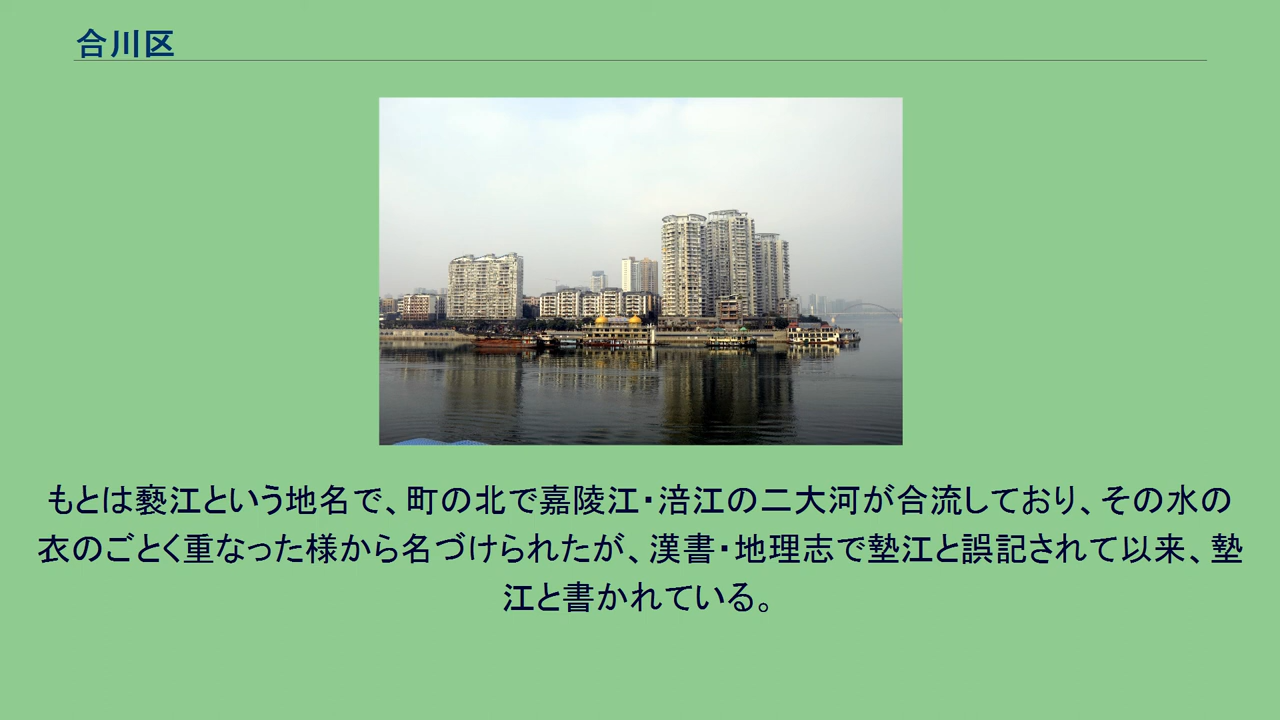 合川区
もとは褻江という地名で、町の北で嘉陵江・涪江の二大河が合流しており、その水の
衣のごとく重なった様から名づけられたが、漢書・地理志で墊江と誤記されて以来、墊
江と書かれている。